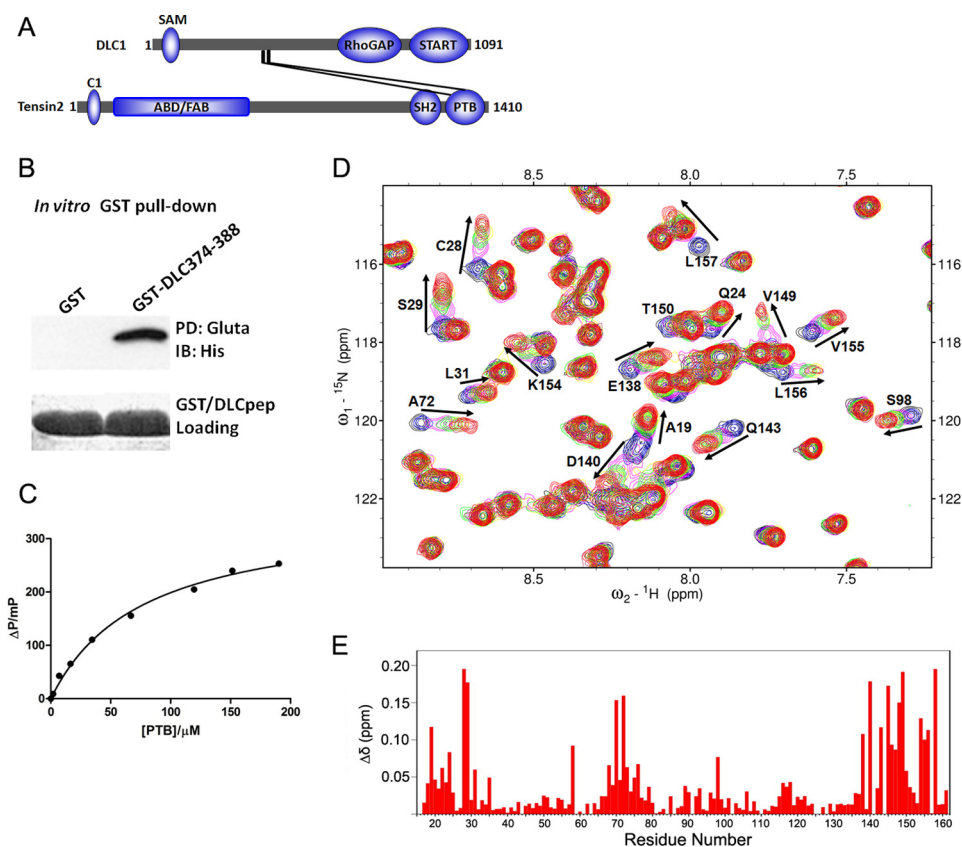 A
SAM
DLC1 1 RhoGAP START 1091
C1
Tensin2 1 ABD/FAB SH2 PTB 1410
B
In vitro GST pull-down
GST GST-DLC374-388
PD: Gluta
IB: His
GST/DLCpep
Loading
C
ΔP/mP
300
200
100
0
0 50 100 150 200
[PTB]/μM
D
8.5 8.0 7.5
ω1 - 15N (ppm)
116
118
120
122
116
118
120
122
C28
L157
S29
T150
Q24
V149
V155
L31
K154
E138
L156
A72
S98
A19
Q143
D140
8.5 8.0 7.5
ω2 - 1H (ppm)
E
Δδ (ppm)
0.20
0.15
0.10
0.05
20 30 40 50 60 70 80 90 100 110 120 130 140 150 160
Residue Number